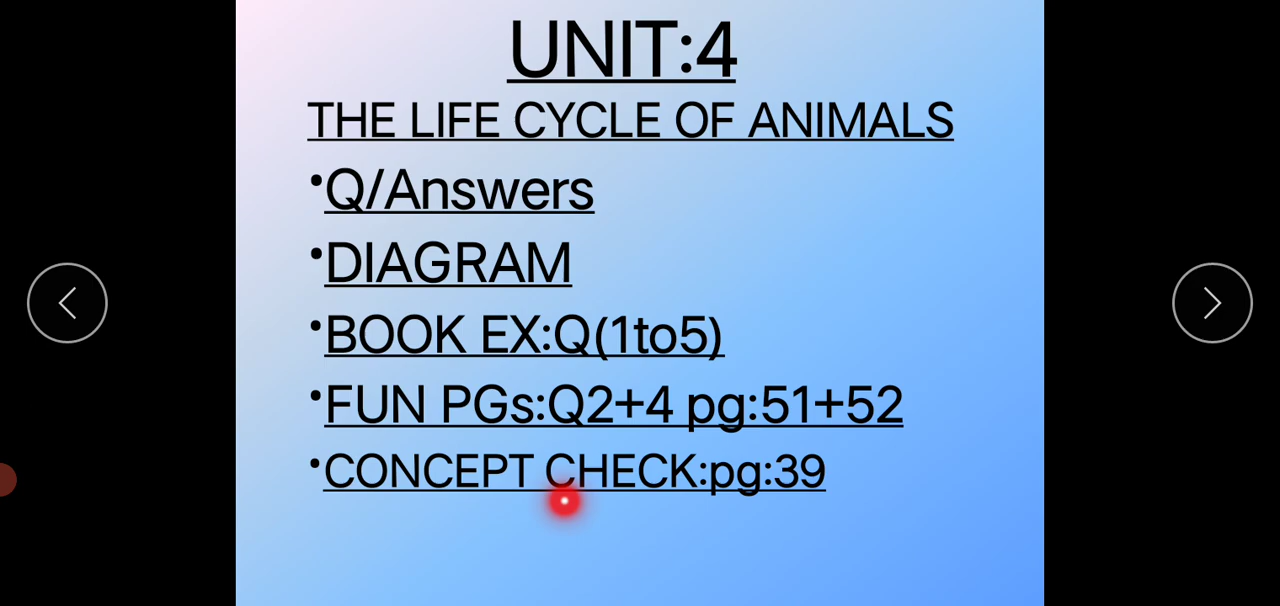 UNIT:4
THE LIFE CYCLE OF ANIMALS
•Q/Answers
•DIAGRAM
•BOOK EX:Q(1to5)
•FUN PGs:Q2+4 pg:51+52
•CONCEPT CHECK:pg:39